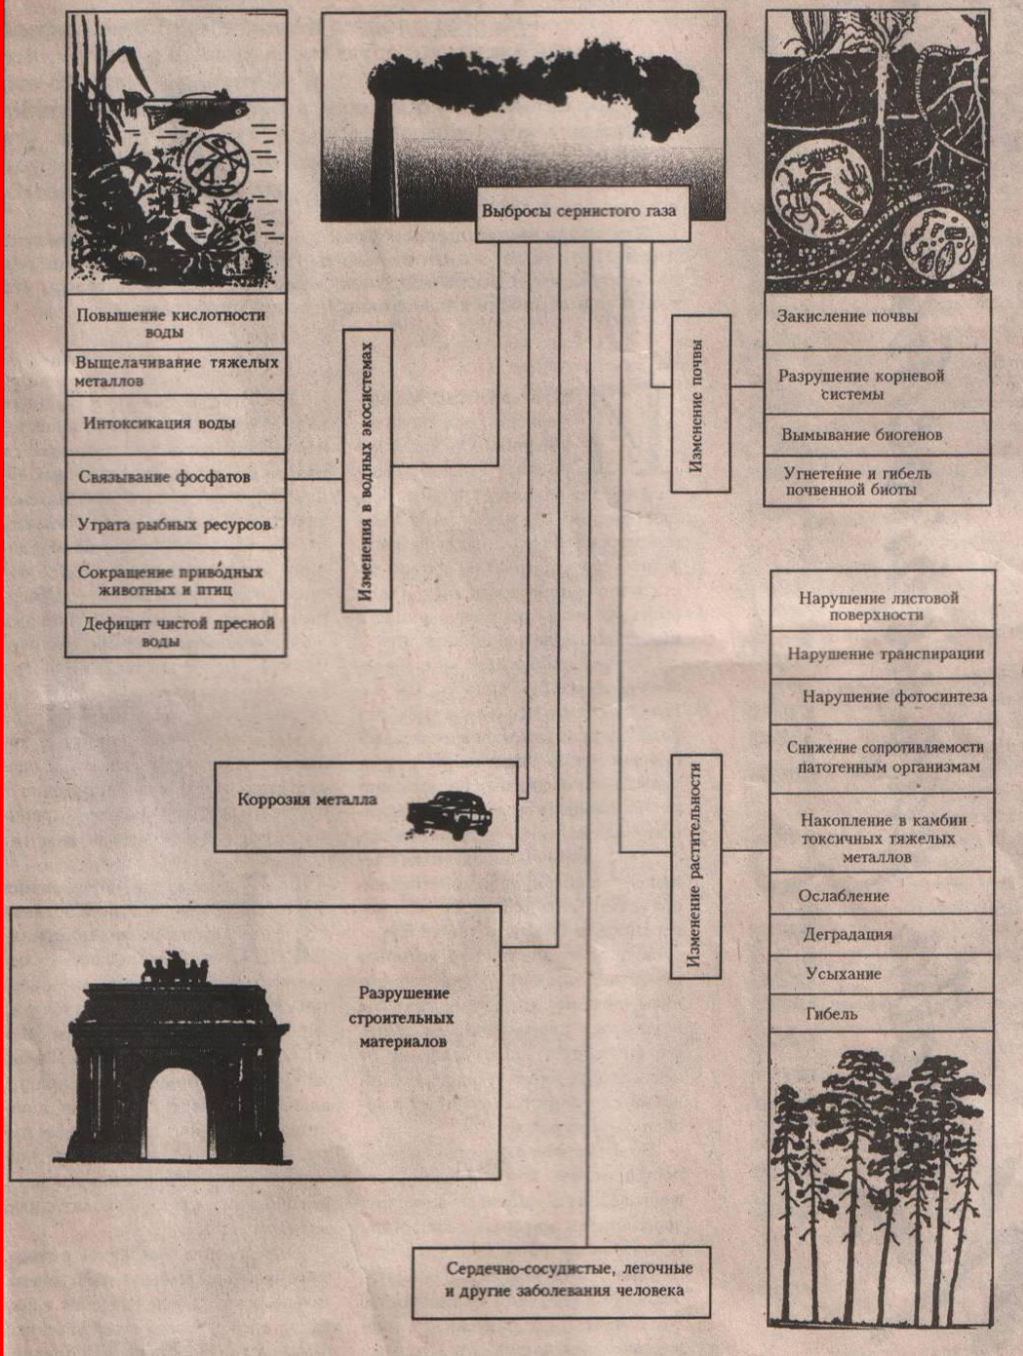 Выбросы сернистого газа
Повышение кислотности
воды
Выщелачивание тяжелых
металлов
Интоксикация воды
Связывание фосфатов
Утрата рыбных ресурсов
Сокращение приводных
животных и птиц
Дефицит чистой пресной
воды
Изменения в водных экосистемах
Изменение почвы
Закисление почвы
Разрушение корневой
системы
Вымывание биогенов
Угнетение и гибель
почвенной биоты
Коррозия металла
Разрушение
строительных
материалов
Изменение растительности
Нарушение листовой
поверхности
Нарушение транспирации
Нарушение фотосинтеза
Снижение сопротивляемости
патогенным организмам
Накопление в камбии
токсичных тяжелых
металлов
Ослабление
Деградация
Усыхание
Гибель
Сердечно-сосудистые, легочные
и другие заболевания человека